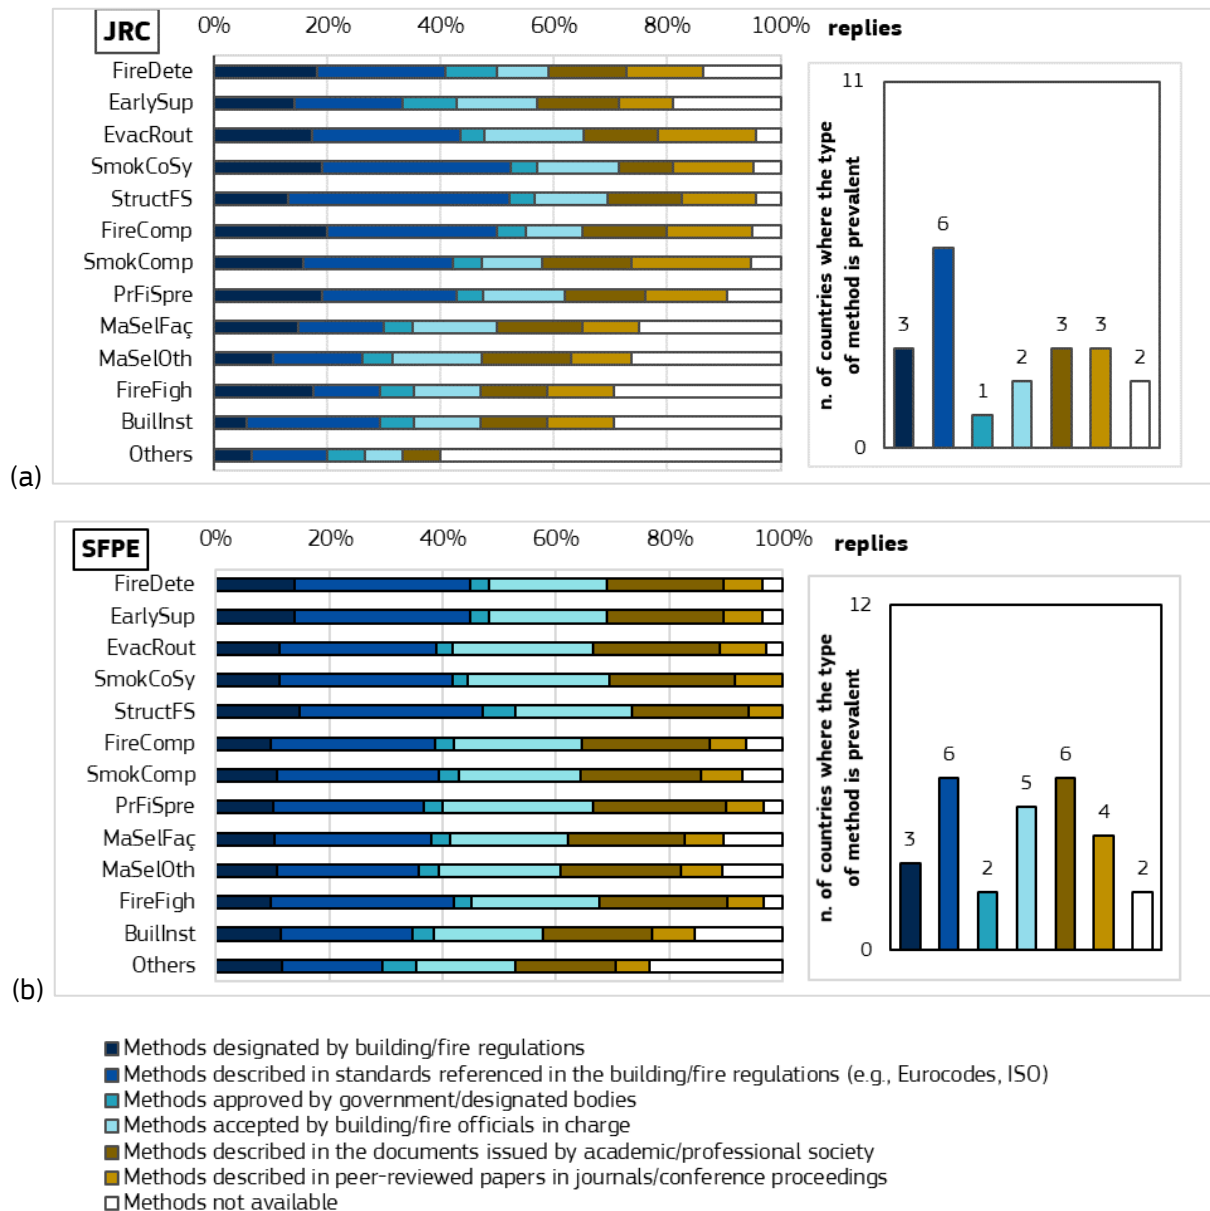 JRC
0% 20% 40% 60% 80% 100% replies
FireDete
EarlySup
EvacRout
SmokCoSy
StructFS
FireComp
SmokComp
PrFiSpre
MaSelFaç
MaSelOth
FireFigh
BuilInst
Others
(a)
n. of countries where the type
of method is prevalent
11
0
3
6
1
2
3
3
2
SFPE
0% 20% 40% 60% 80% 100% replies
FireDete
EarlySup
EvacRout
SmokCoSy
StructFS
FireComp
SmokComp
PrFiSpre
MaSelFaç
MaSelOth
FireFigh
BuilInst
Others
(b)
n. of countries where the type
of method is prevalent
12
0
3
6
2
5
6
4
2
Methods designated by building/fire regulations
Methods described in standards referenced in the building/fire regulations (e.g., Eurocodes, ISO)
Methods approved by government/designated bodies
Methods accepted by building/fire officials in charge
Methods described in the documents issued by academic/professional society
Methods described in peer-reviewed papers in journals/conference proceedings
Methods not available